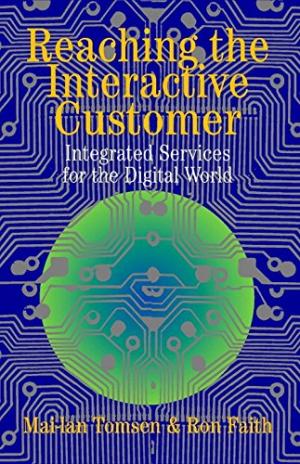 Reaching the
Interactive
Customer
Integrated Services
for the Digital World
Mai-lan Tomsen & Ron Faith